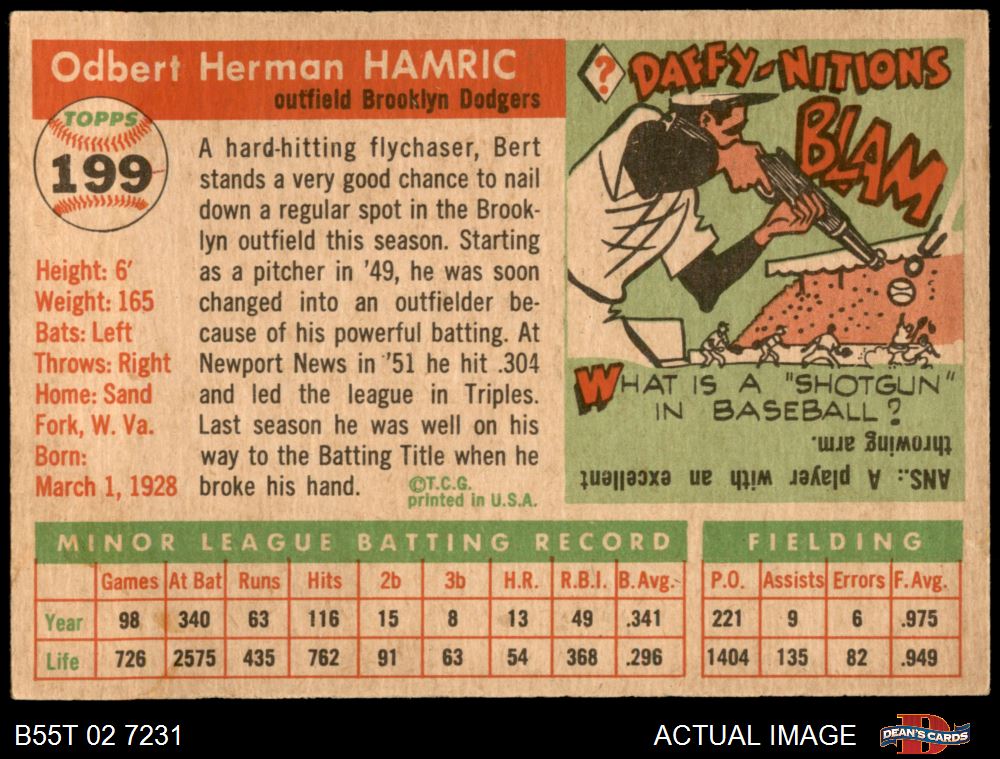 Odbert Herman HAMRIC
outfield Brooklyn Dodgers
TOPPS
199
Height: 6'
Weight: 165
Bats: Left
Throws: Right
Home: Sand
Fork, W. Va.
Born:
March 1, 1928
A hard-hitting flychaser, Bert
stands a very good chance to nail
down a regular spot in the Brook-
lyn outfield this season. Starting
as a pitcher in '49, he was soon
changed into an outfielder be-
cause of his powerful batting. At
Newport News in '51 he hit .304
and led the league in Triples.
Last season he was well on his
way to the Batting Title when he
broke his hand.
©T.C.G.
printed in U.S.A.
? DAFFY-NITIONS
BLAM
WHAT IS A "SHOTGUN"
IN BASEBALL?
ANS.: A player with an excellent
throwing arm.
MINOR LEAGUE BATTING RECORD
Games At Bat Runs Hits 2b 3b H.R. R.B.I. B.Avg.
Year 98 340 63 116 15 8 13 49 .341
Life 726 2575 435 762 91 63 54 368 .296
FIELDING
P.O. Assists Errors F.Avg.
221 9 6 .975
1404 135 82 .949
B55T 02 7231
ACTUAL IMAGE
D
DEAN'S CARDS